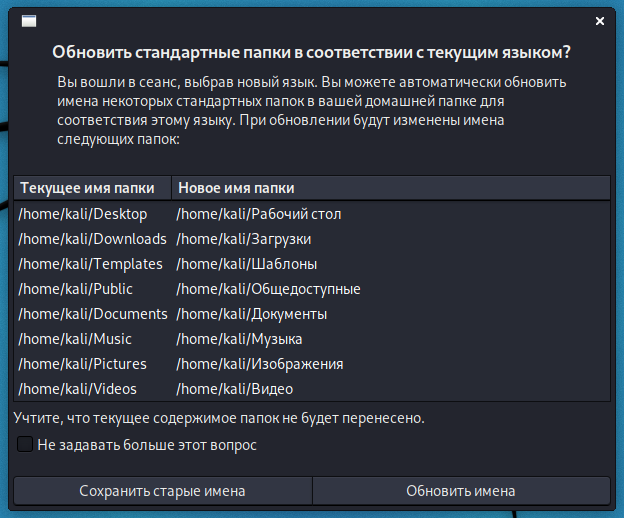 Обновить стандартные папки в соответствии с текущим языком?
Вы вошли в сеанс, выбрав новый язык. Вы можете автоматически обновить
имена некоторых стандартных папок в вашей домашней папке для
соответствия этому языку. При обновлении будут изменены имена
следующих папок:
Текущее имя папки Новое имя папки
/home/kali/Desktop /home/kali/Рабочий стол
/home/kali/Downloads /home/kali/Загрузки
/home/kali/Templates /home/kali/Шаблоны
/home/kali/Public /home/kali/Общедоступные
/home/kali/Documents /home/kali/Документы
/home/kali/Music /home/kali/Музыка
/home/kali/Pictures /home/kali/Изображения
/home/kali/Videos /home/kali/Видео
Учтите, что текущее содержимое папок не будет перенесено.
Не задавать больше этот вопрос
Сохранить старые имена Обновить имена